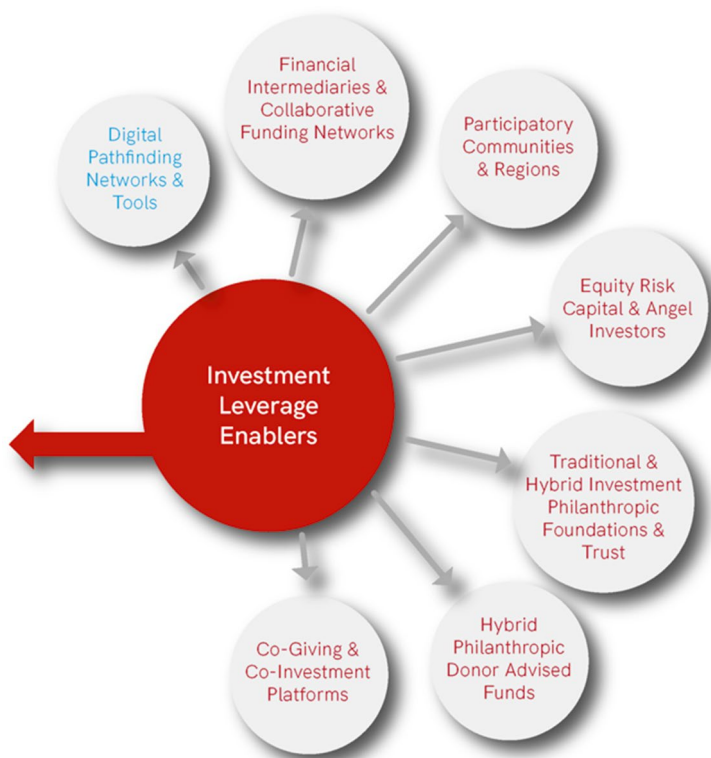 Financial
Intermediaries &
Collaborative
Funding Networks
Digital
Pathfinding
Networks &
Tools
Participatory
Communities
& Regions
Equity Risk
Capital & Angel
Investors
Investment
Leverage
Enablers
Traditional &
Hybrid Investment
Philanthropic
Foundations &
Trust
Hybrid
Philanthropic
Donor Advised
Funds
Co-Giving &
Co-Investment
Platforms